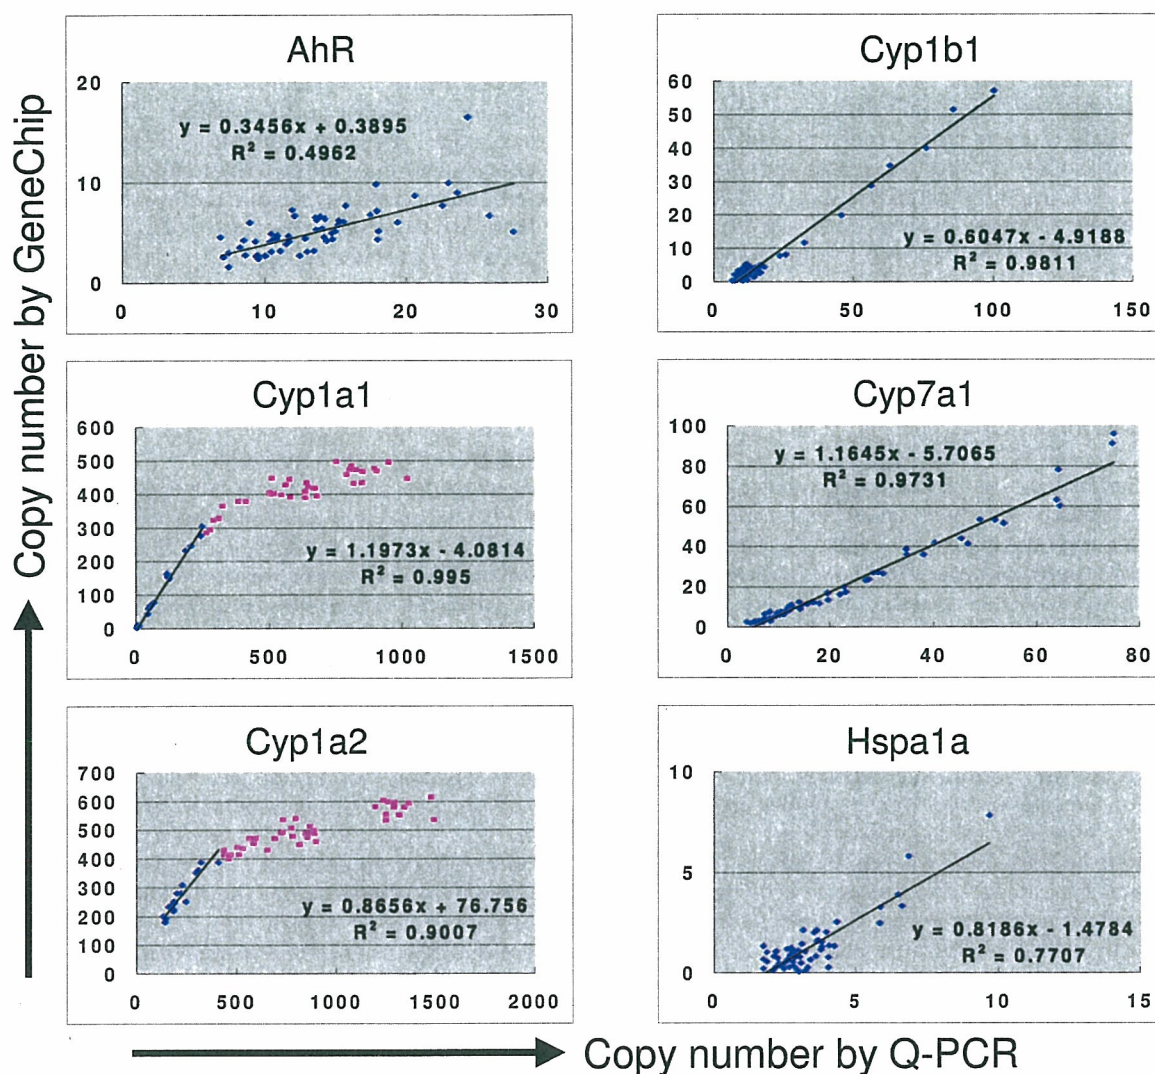 Copy number by GeneChip
AhR
20
10
0
y = 0.3456x + 0.3895
R² = 0.4962
0 10 20 30
Cyp1b1
60
50
40
30
20
10
0
y = 0.6047x - 4.9188
R² = 0.9811
0 50 100 150
Cyp1a1
600
500
400
300
200
100
0
y = 1.1973x - 4.0814
R² = 0.995
0 500 1000 1500
Cyp7a1
100
80
60
40
20
0
y = 1.1645x - 5.7065
R² = 0.9731
0 20 40 60 80
Cyp1a2
700
600
500
400
300
200
100
0
y = 0.8656x + 76.756
R² = 0.9007
0 500 1000 1500 2000
Hspa1a
10
5
0
y = 0.8186x - 1.4784
R² = 0.7707
0 5 10 15
Copy number by Q-PCR